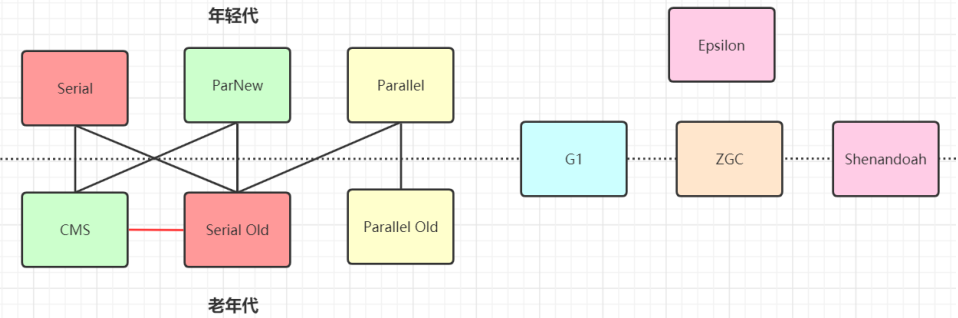 年轻代
Epsilon
Serial
ParNew
Parallel
G1
ZGC
Shenandoah
CMS
Serial Old
Parallel Old
老年代